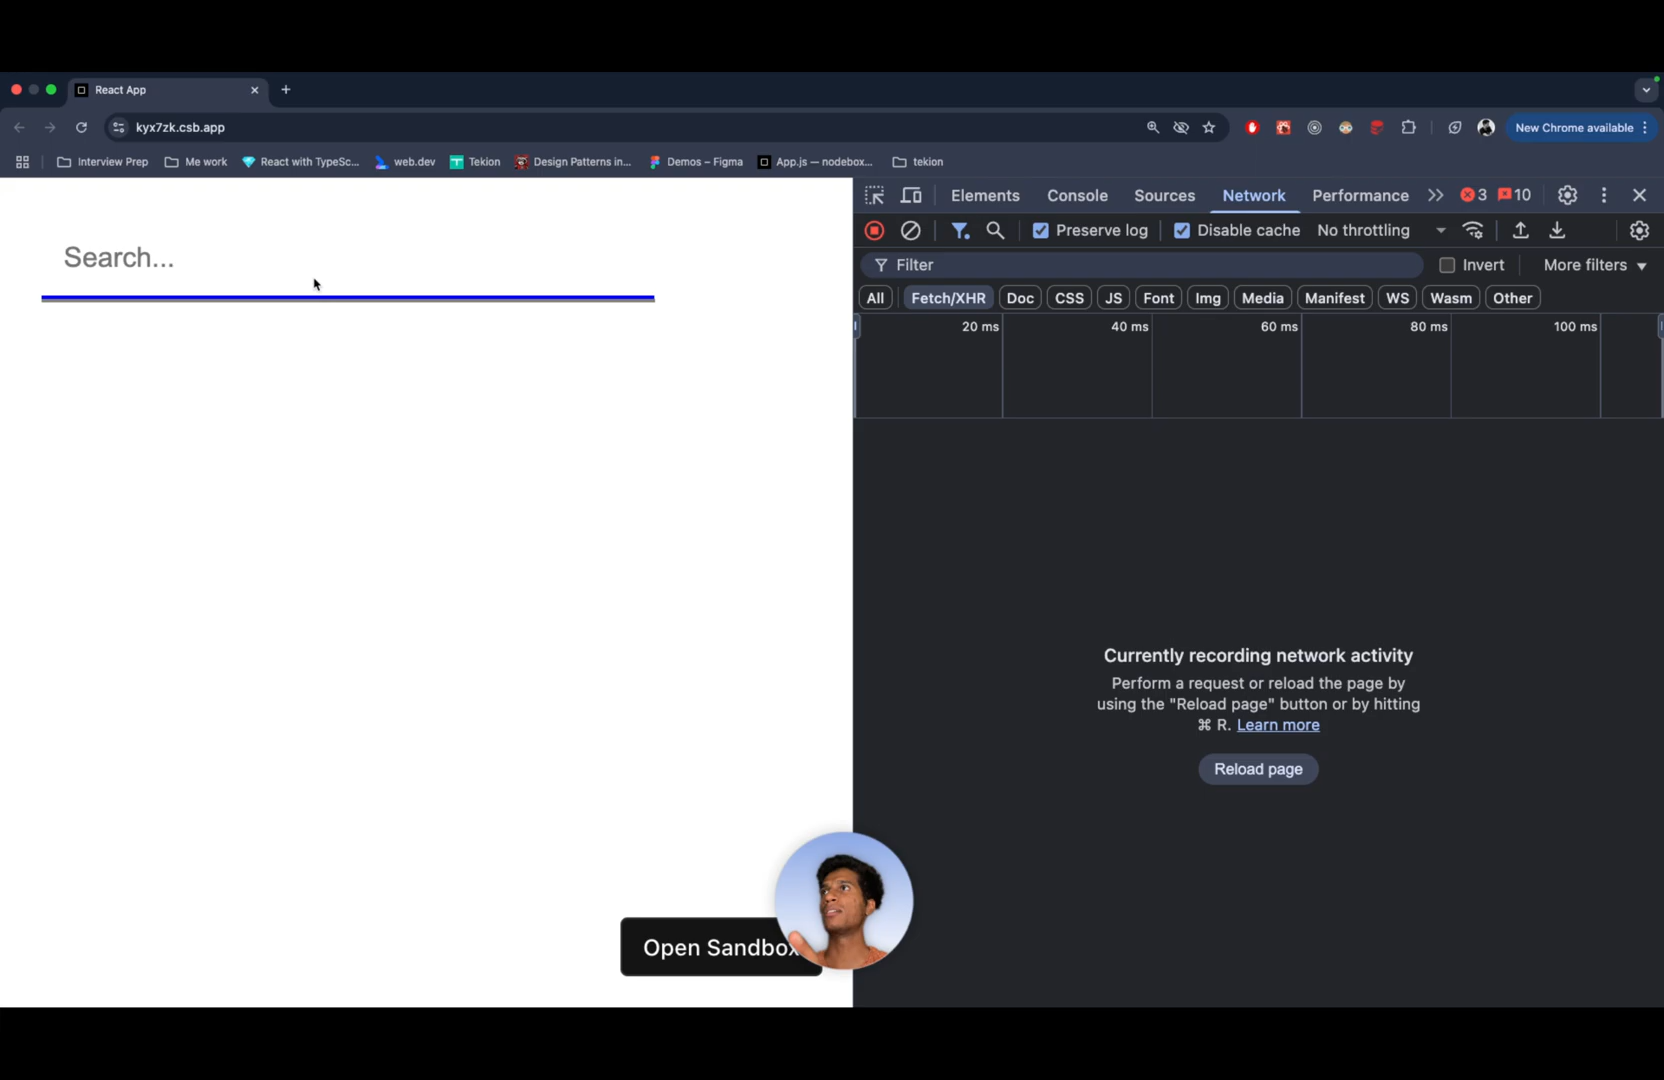 React App
kyx7zk.csb.app
New Chrome available
Interview Prep
Me work
React with TypeSc...
web.dev
Tekion
Design Patterns in...
Demos – Figma
App.js — nodebox...
tekion
Search...
Elements
Console
Sources
Network
Performance
3
10
Preserve log
Disable cache
No throttling
Filter
Invert
More filters
All
Fetch/XHR
Doc
CSS
JS
Font
Img
Media
Manifest
WS
Wasm
Other
20 ms
40 ms
60 ms
80 ms
100 ms
Currently recording network activity
Perform a request or reload the page by
using the "Reload page" button or by hitting
⌘ R. Learn more
Reload page
Open Sandbox